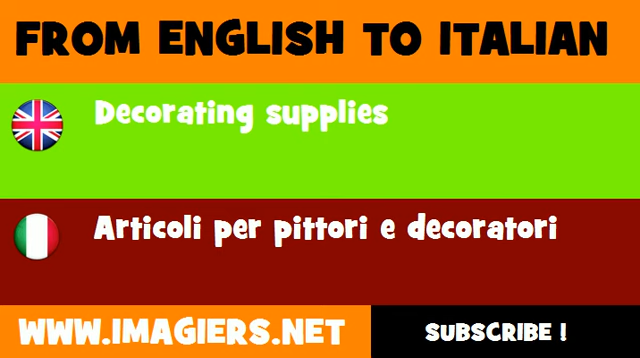 FROM ENGLISH TO ITALIAN
Decorating supplies
Articoli per pittori e decoratori
WWW.IMAGIERS.NET
SUBSCRIBE !